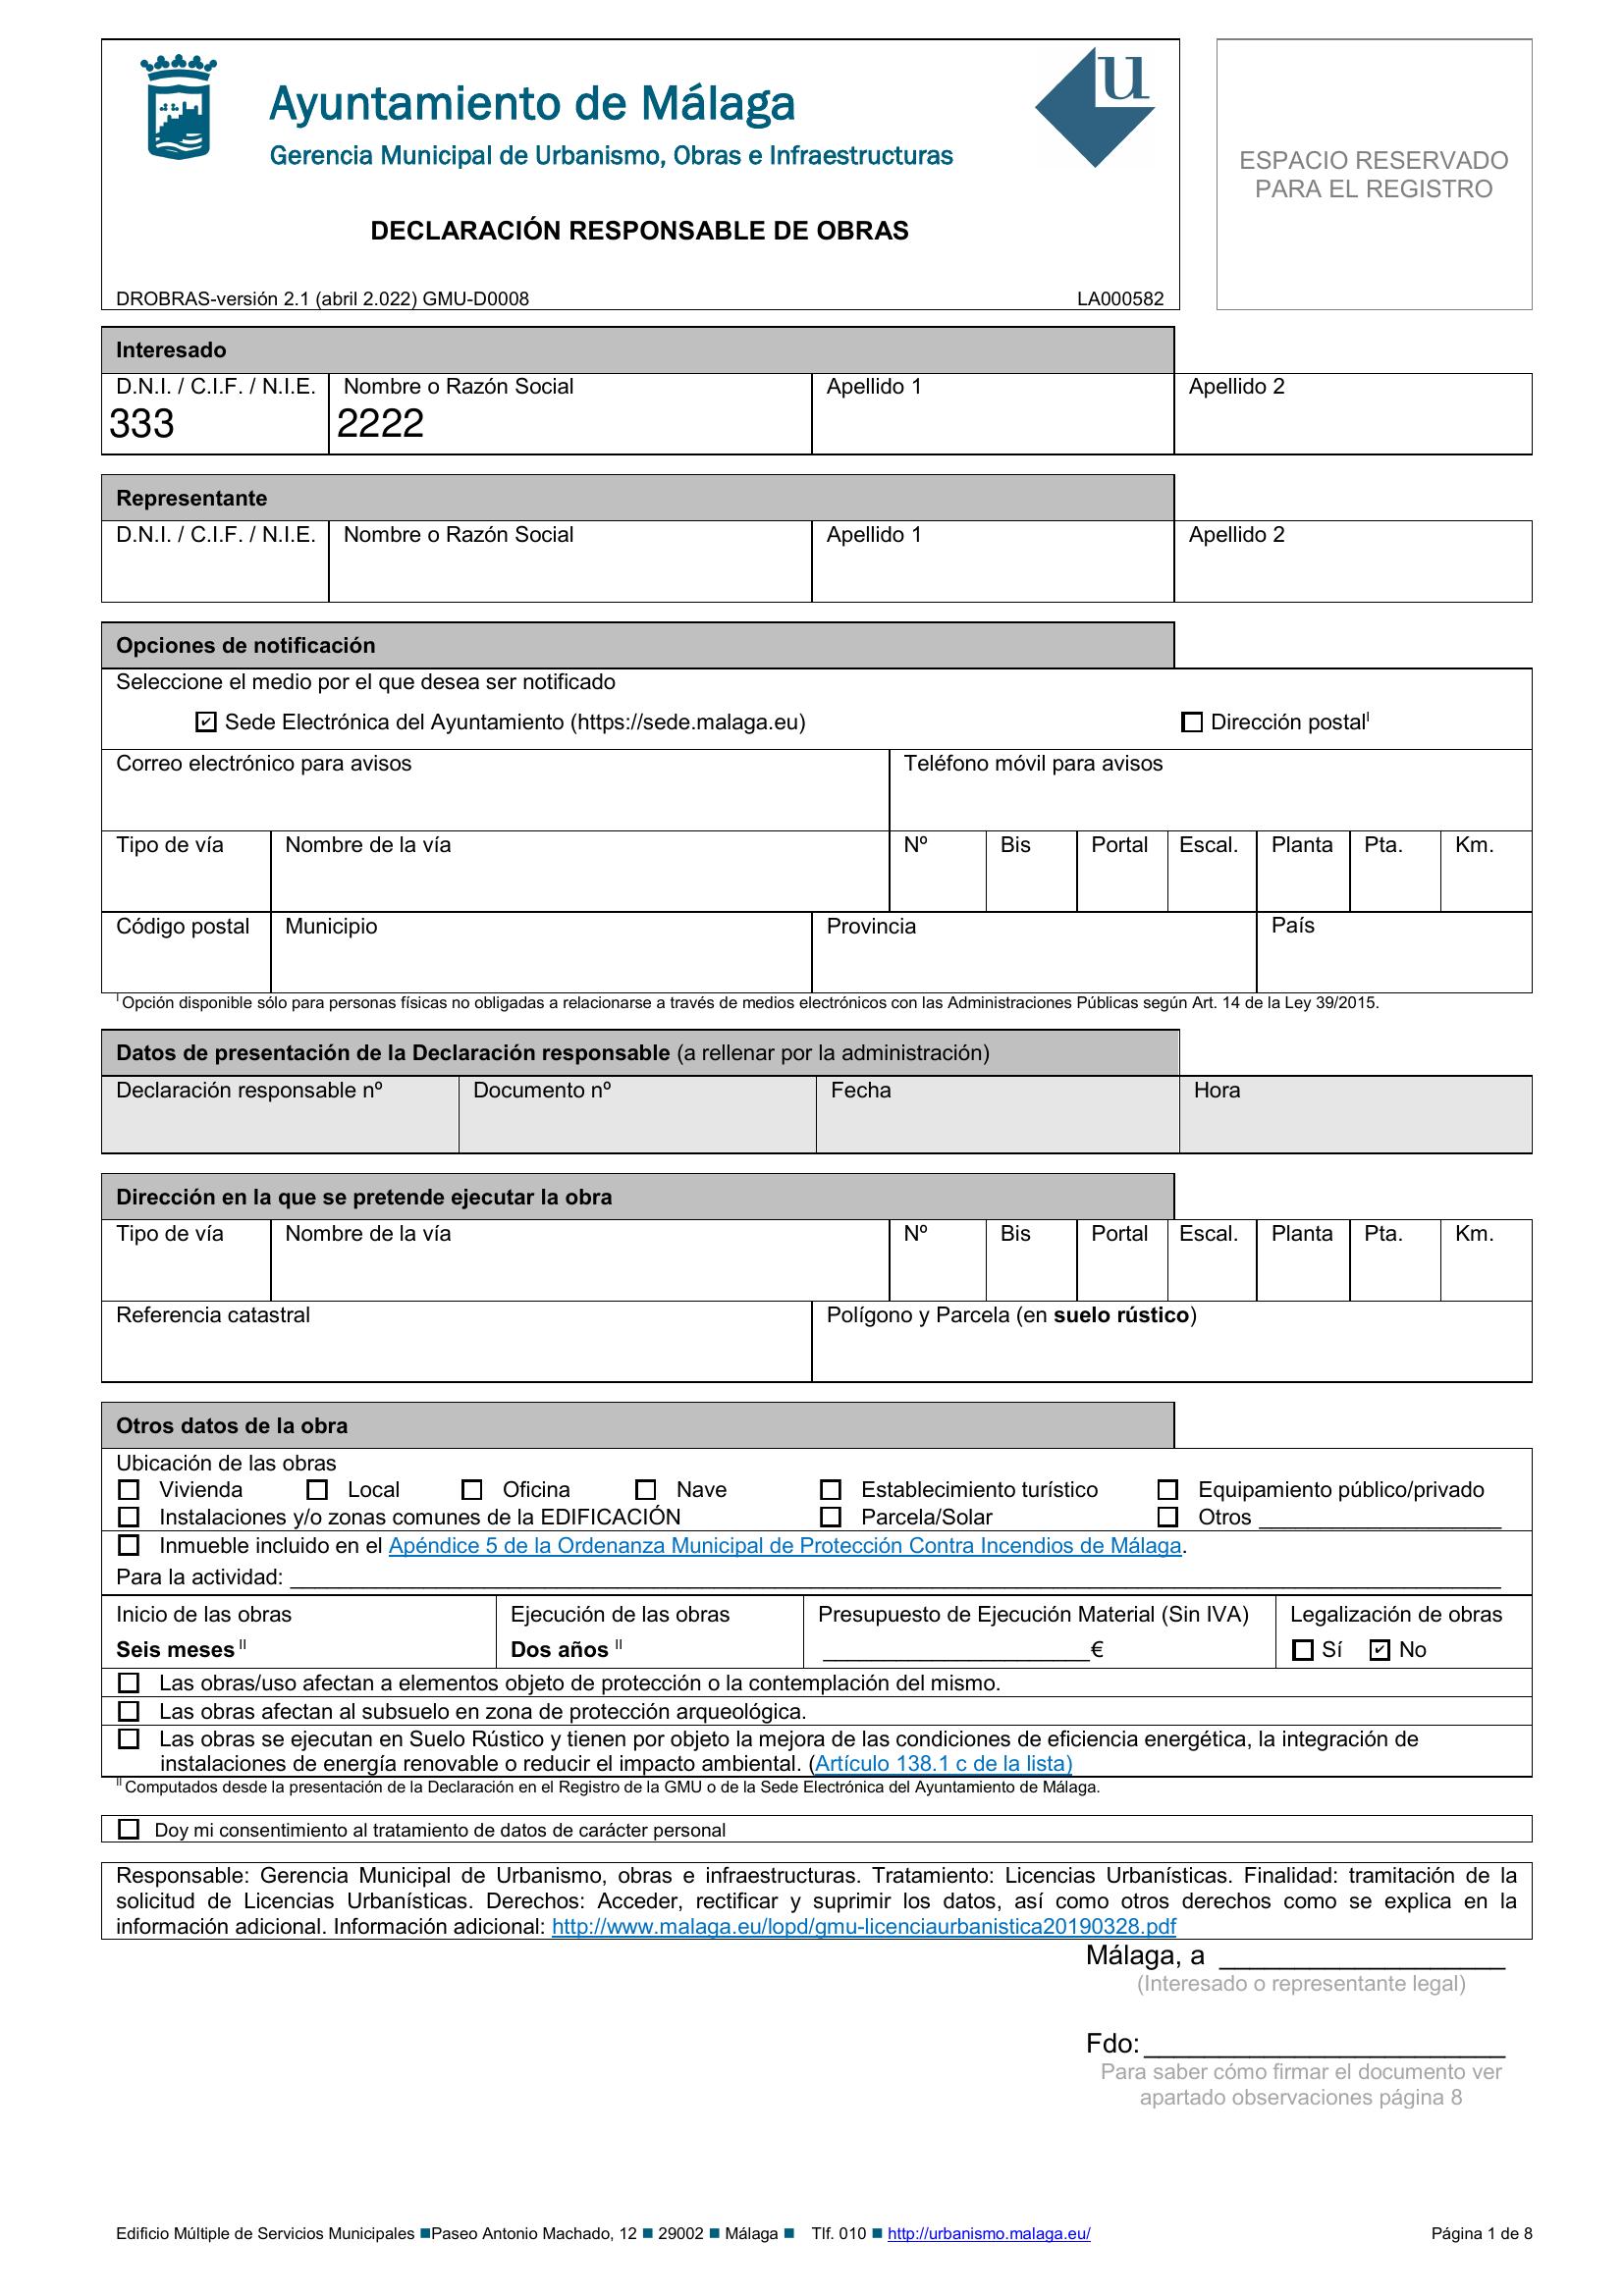 Ayuntamiento de Málaga
Gerencia Municipal de Urbanismo, Obras e Infraestructuras
u
DECLARACIÓN RESPONSABLE DE OBRAS
DROBRAS-versión 2.1 (abril 2.022) GMU-D0008 LA000582
ESPACIO RESERVADO
PARA EL REGISTRO
Interesado
D.N.I. / C.I.F. / N.I.E. Nombre o Razón Social Apellido 1 Apellido 2
333 2222
Representante
D.N.I. / C.I.F. / N.I.E. Nombre o Razón Social Apellido 1 Apellido 2
Opciones de notificación
Seleccione el medio por el que desea ser notificado
☑ Sede Electrónica del Ayuntamiento (https://sede.malaga.eu) ☐ Dirección postal I
Correo electrónico para avisos Teléfono móvil para avisos
Tipo de vía Nombre de la vía Nº Bis Portal Escal. Planta Pta. Km.
Código postal Municipio Provincia País
I Opción disponible sólo para personas físicas no obligadas a relacionarse a través de medios electrónicos con las Administraciones Públicas según Art. 14 de la Ley 39/2015.
Datos de presentación de la Declaración responsable (a rellenar por la administración)
Declaración responsable nº Documento nº Fecha Hora
Dirección en la que se pretende ejecutar la obra
Tipo de vía Nombre de la vía Nº Bis Portal Escal. Planta Pta. Km.
Referencia catastral Polígono y Parcela (en suelo rústico)
Otros datos de la obra
Ubicación de las obras
☐ Vivienda ☐ Local ☐ Oficina ☐ Nave ☐ Establecimiento turístico ☐ Equipamiento público/privado
☐ Instalaciones y/o zonas comunes de la EDIFICACIÓN ☐ Parcela/Solar ☐ Otros ____________________
☐ Inmueble incluido en el Apéndice 5 de la Ordenanza Municipal de Protección Contra Incendios de Málaga.
Para la actividad: ____________________
Inicio de las obras Ejecución de las obras Presupuesto de Ejecución Material (Sin IVA) Legalización de obras
Seis meses II Dos años II ____________________€ ☐ Sí ☑ No
☐ Las obras/uso afectan a elementos objeto de protección o la contemplación del mismo.
☐ Las obras afectan al subsuelo en zona de protección arqueológica.
☐ Las obras se ejecutan en Suelo Rústico y tienen por objeto la mejora de las condiciones de eficiencia energética, la integración de
instalaciones de energía renovable o reducir el impacto ambiental. (Artículo 138.1 c de la lista)
II Computados desde la presentación de la Declaración en el Registro de la GMU o de la Sede Electrónica del Ayuntamiento de Málaga.
☐ Doy mi consentimiento al tratamiento de datos de carácter personal
Responsable: Gerencia Municipal de Urbanismo, obras e infraestructuras. Tratamiento: Licencias Urbanísticas. Finalidad: tramitación de la
solicitud de Licencias Urbanísticas. Derechos: Acceder, rectificar y suprimir los datos, así como otros derechos como se explica en la
información adicional. Información adicional: http://www.malaga.eu/lopd/gmu-licenciaurbanistica20190328.pdf
Málaga, a ____________________
(Interesado o representante legal)
Fdo: ____________________
Para saber cómo firmar el documento ver
apartado observaciones página 8
Edificio Múltiple de Servicios Municipales ■Paseo Antonio Machado, 12 ■ 29002 ■ Málaga ■ Tlf. 010 ■ http://urbanismo.malaga.eu/ Página 1 de 8